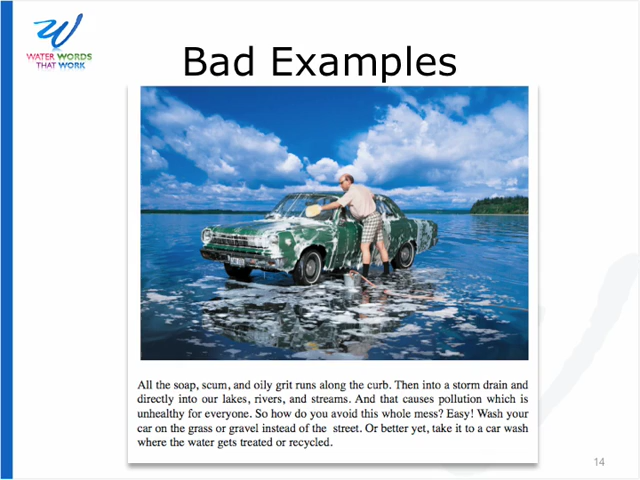 W
WATER WORDS
THAT WORK
Bad Examples
All the soap, scum, and oily grit runs along the curb. Then into a storm drain and
directly into our lakes, rivers, and streams. And that causes pollution which is
unhealthy for everyone. So how do you avoid this whole mess? Easy! Wash your
car on the grass or gravel instead of the street. Or better yet, take it to a car wash
where the water gets treated or recycled.
14